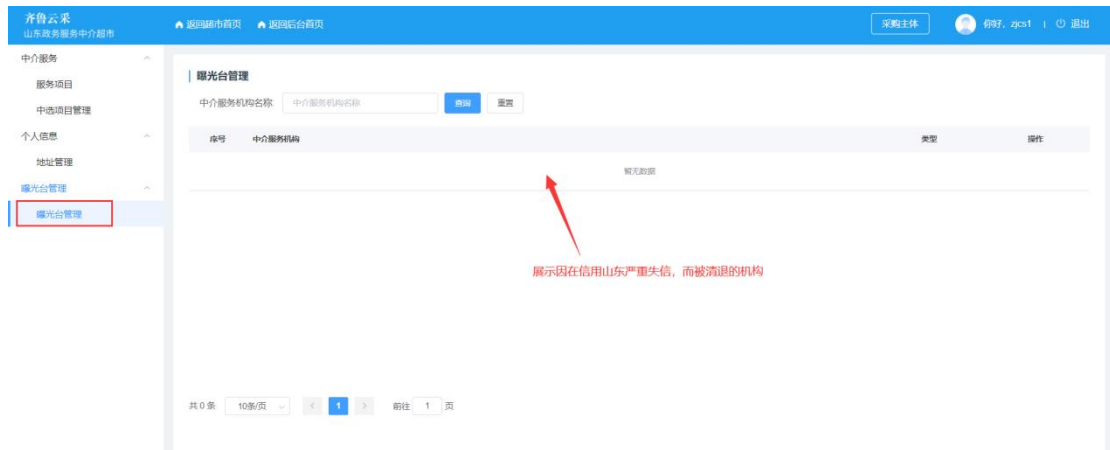 齐鲁云采
山东政务服务中介超市
返回超市首页 返回后台首页
采购主体 你好，zjcs1 | 退出
中介服务
服务项目
中选项目管理
个人信息
地址管理
曝光台管理
曝光台管理
曝光台管理
中介服务机构名称 中介服务机构名称 查询 重置
序号 中介服务机构 类型 操作
暂无数据
展示因在信用山东严重失信，而被清退的机构
共 0 条 10条/页 < 1 > 前往 1 页